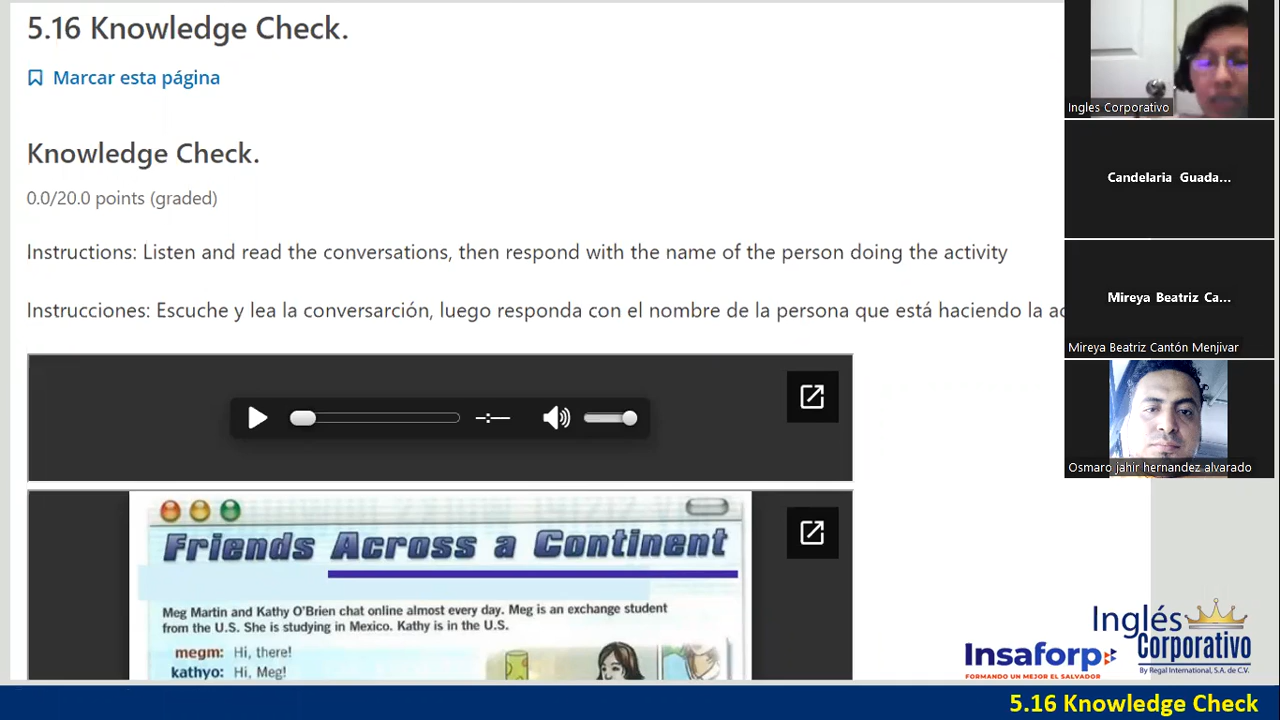 5.16 Knowledge Check.
Marcar esta página
Knowledge Check.
0.0/20.0 points (graded)
Instructions: Listen and read the conversations, then respond with the name of the person doing the activity
Instrucciones: Escuche y lea la conversarción, luego responda con el nombre de la persona que está haciendo la ac
-:--
Friends Across a Continent
Meg Martin and Kathy O'Brien chat online almost every day. Meg is an exchange student
from the U.S. She is studying in Mexico. Kathy is in the U.S.
megm: Hi, there!
kathyo: Hi, Meg!
Ingles Corporativo
Candelaria Guada...
Mireya Beatriz Ca...
Mireya Beatriz Cantón Menjivar
Osmaro jahir hernandez alvarado
Insaforp
FORMANDO UN MEJOR EL SALVADOR
Inglés
Corporativo
By Regal International, S.A. de C.V.
5.16 Knowledge Check